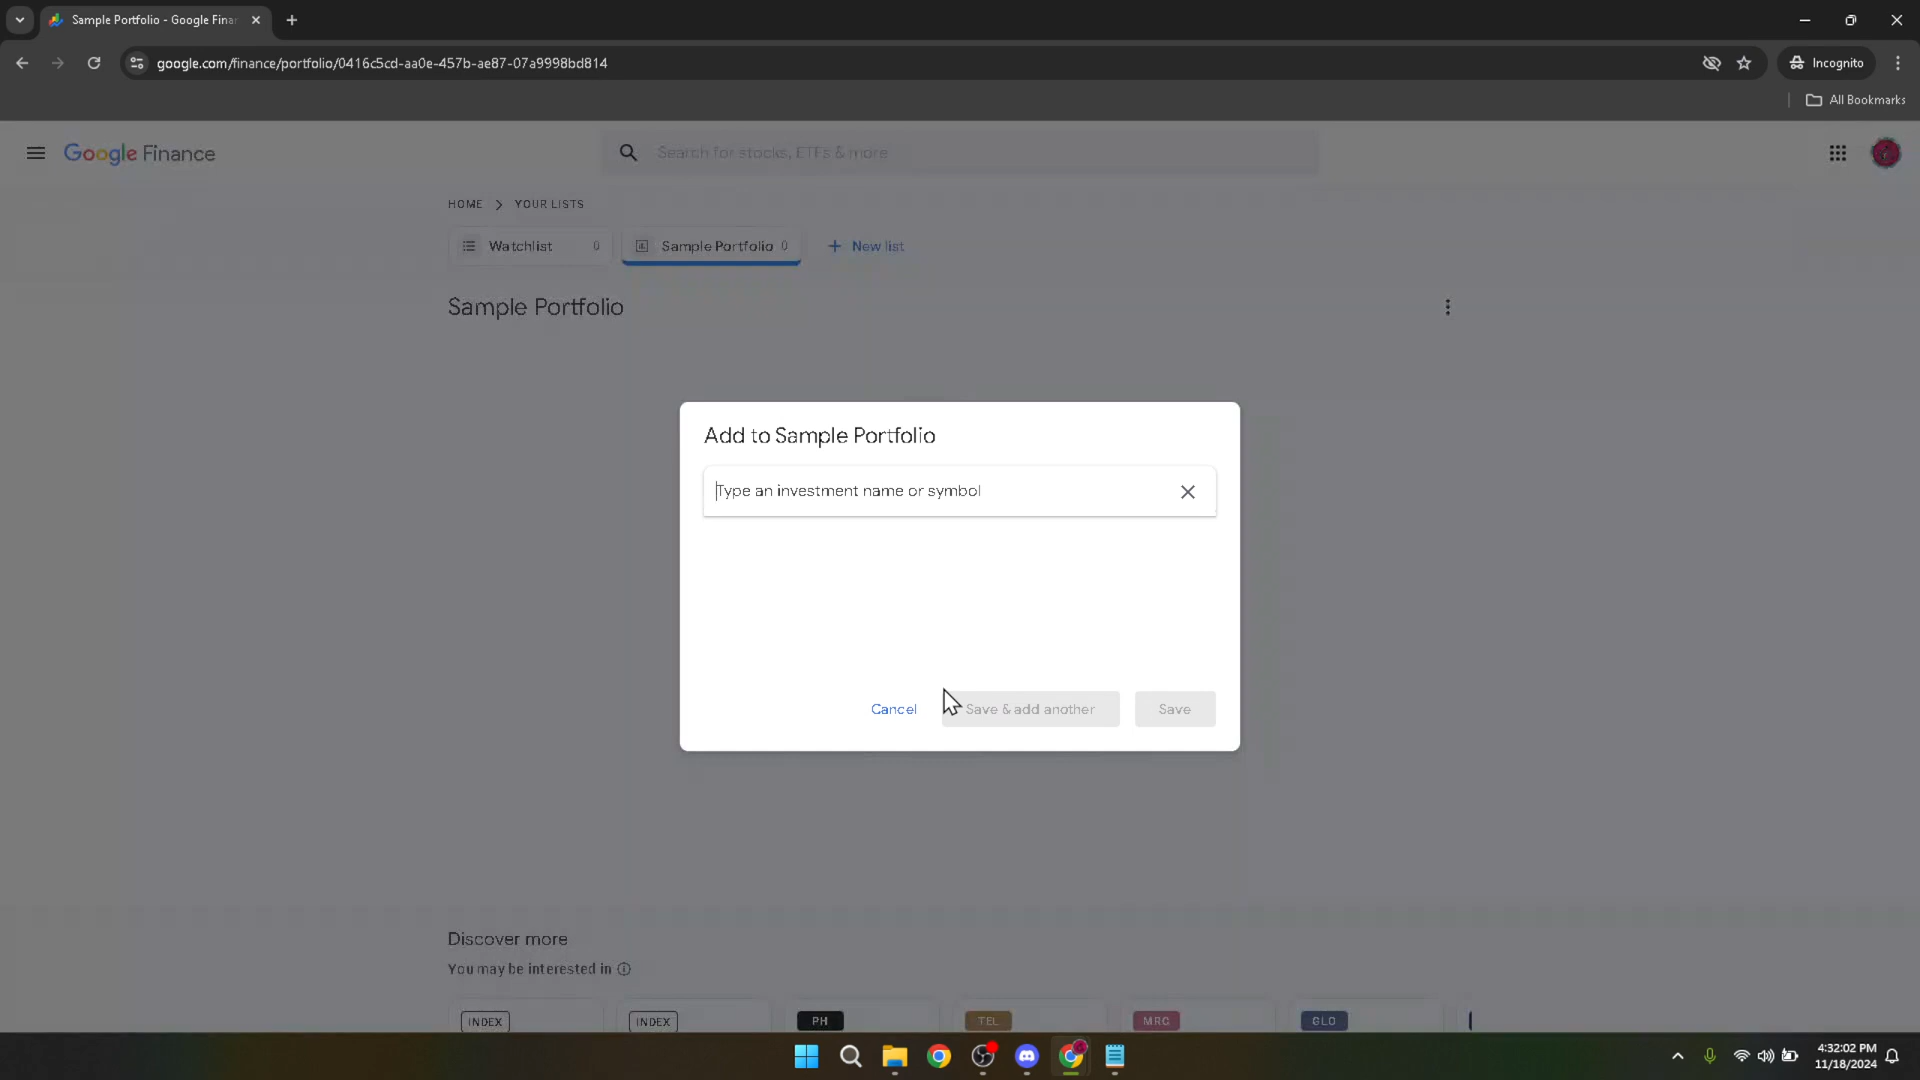 Sample Portfolio - Google Finan
google.com/finance/portfolio/0416c5cd-aa0e-457b-ae87-07a9998bd814
Incognito
All Bookmarks
Google Finance
Search for stocks, ETFs & more
HOME > YOUR LISTS
Watchlist 0
Sample Portfolio 0
+ New list
Sample Portfolio
Add to Sample Portfolio
Type an investment name or symbol
Cancel
Save & add another
Save
Discover more
You may be interested in
INDEX
INDEX
PH
TEL
MRC
GLO
4:32:02 PM
11/18/2024